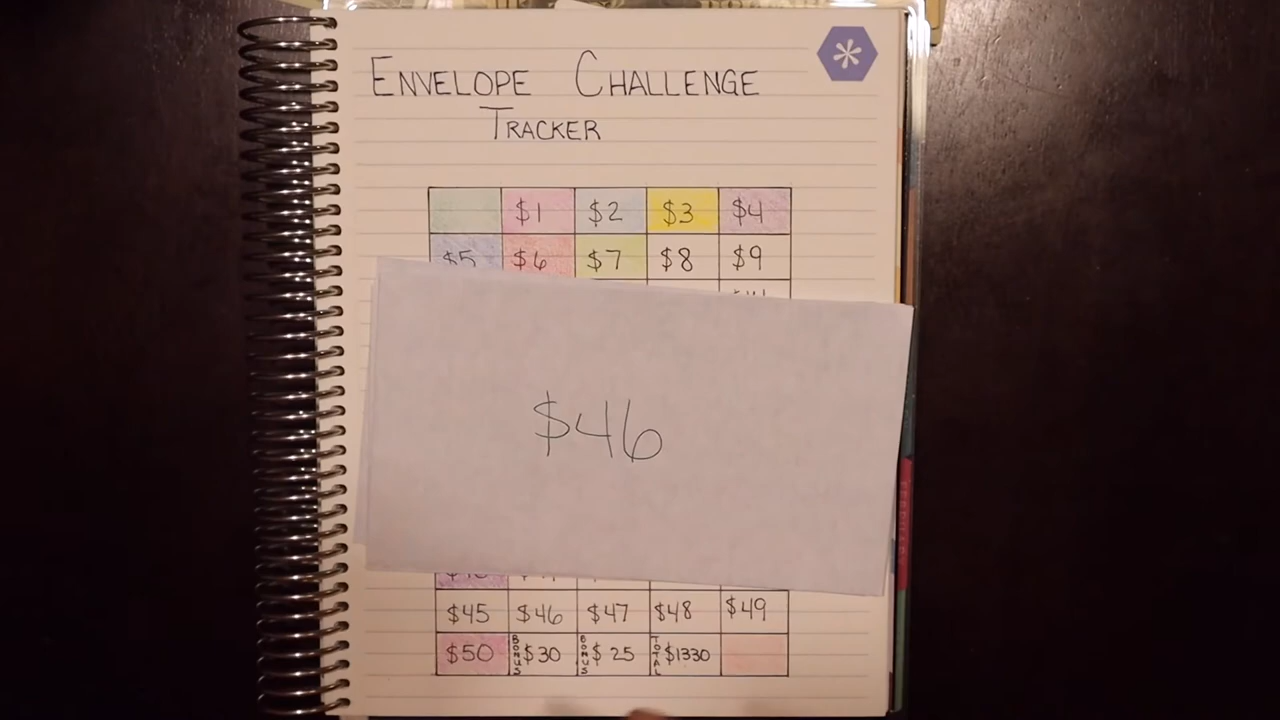 ENVELOPE CHALLENGE
TRACKER
$1 $2 $3 $4
$5 $6 $7 $8 $9
$46
$45 $46 $47 $48 $49
$50 BONUS $30 BONUS $25 TOTAL $1330